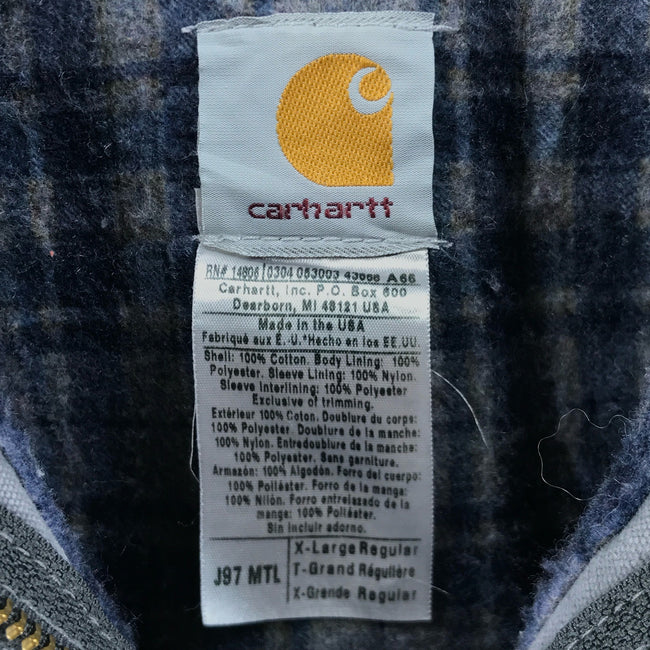 carhartt
RN# 14806 0304 053003 43666 A66
Carhartt, Inc. P.O. Box 600
Dearborn, MI 48121 USA
Made in the USA
Fabriqué aux É.-U.*Hecho en los EE.UU.
Shell: 100% Cotton. Body Lining: 100%
Polyester. Sleeve Lining: 100% Nylon.
Sleeve Interlining: 100% Polyester
Exclusive of trimming.
Extérieur 100% Coton. Doublure du corps:
100% Polyester. Doublure de la manche:
100% Nylon. Entredoublure de la manche:
100% Polyester. Sans garniture.
Armazón: 100% Algodón. Forro del cuerpo:
100% Poliéster. Forro de la manga:
100% Nilón. Forro entrelazado de la
manga: 100% Poliéster.
Sin incluir adorno.
J97 MTL
X-Large Regular
T-Grand Régulière
X-Grande Regular